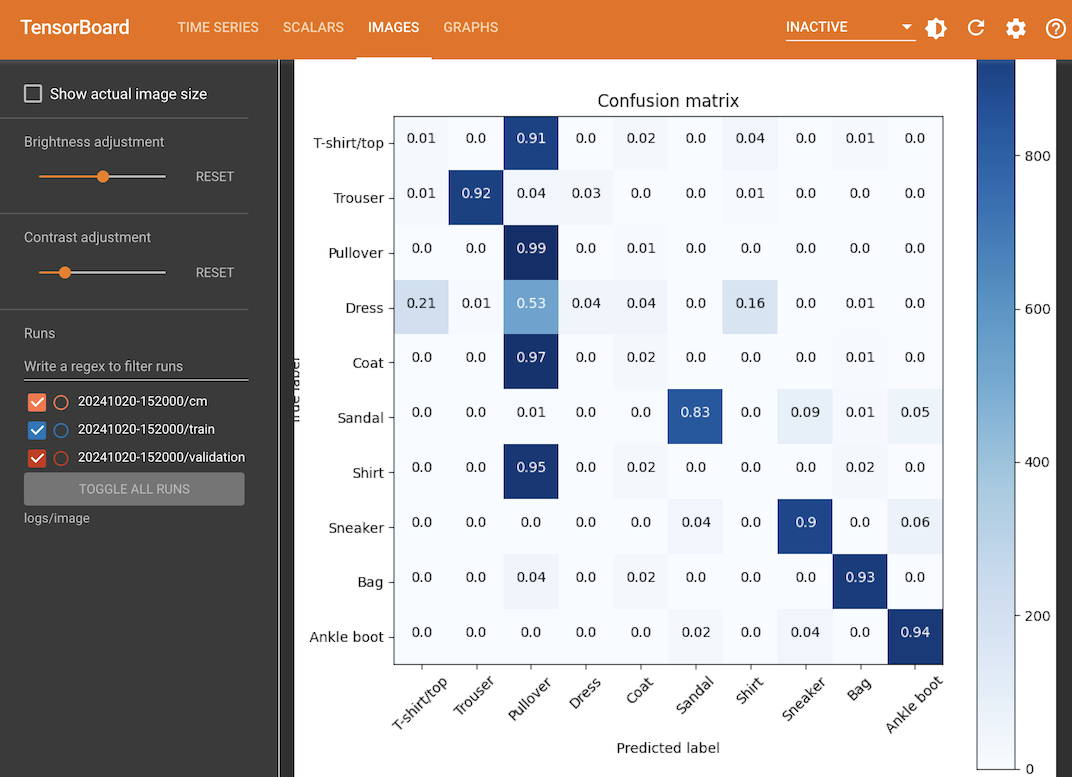 TensorBoard TIME SERIES SCALARS IMAGES GRAPHS INACTIVE
Show actual image size
Brightness adjustment
RESET
Contrast adjustment
RESET
Runs
Write a regex to filter runs
20241020-152000/cm
20241020-152000/train
20241020-152000/validation
TOGGLE ALL RUNS
logs/image
Confusion matrix
True label
T-shirt/top 0.01 0.0 0.91 0.0 0.02 0.0 0.04 0.0 0.01 0.0
Trouser 0.01 0.92 0.04 0.03 0.0 0.0 0.01 0.0 0.0 0.0
Pullover 0.0 0.0 0.99 0.0 0.01 0.0 0.0 0.0 0.0 0.0
Dress 0.21 0.01 0.53 0.04 0.04 0.0 0.16 0.0 0.01 0.0
Coat 0.0 0.0 0.97 0.0 0.02 0.0 0.0 0.0 0.01 0.0
Sandal 0.0 0.0 0.01 0.0 0.0 0.83 0.0 0.09 0.01 0.05
Shirt 0.0 0.0 0.95 0.0 0.02 0.0 0.0 0.0 0.02 0.0
Sneaker 0.0 0.0 0.0 0.0 0.0 0.04 0.0 0.9 0.0 0.06
Bag 0.0 0.0 0.04 0.0 0.02 0.0 0.0 0.0 0.93 0.0
Ankle boot 0.0 0.0 0.0 0.0 0.0 0.02 0.0 0.04 0.0 0.94
T-shirt/top Trouser Pullover Dress Coat Sandal Shirt Sneaker Bag Ankle boot
Predicted label
800
600
400
200
0